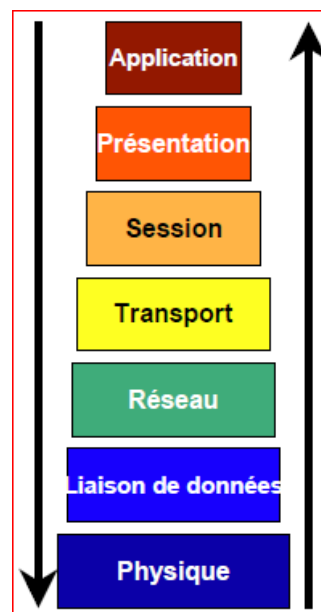 Application
Présentation
Session
Transport
Réseau
Liaison de données
Physique